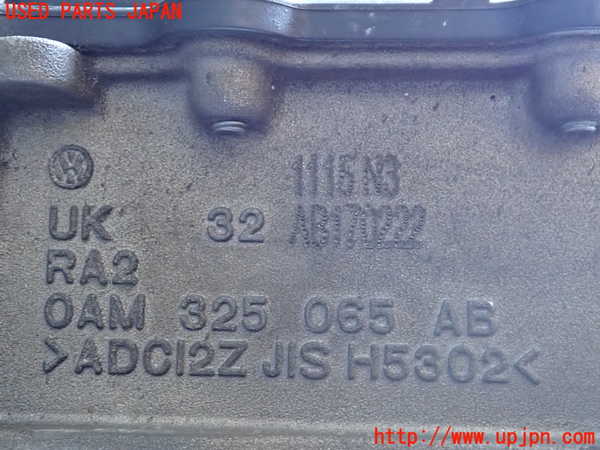 USED PARTS JAPAN
1115 N3
UK 32 AB170222
RA2
0AM 325 065 AB
>ADC12Z JIS H5302<
http://www.upjpn.com/